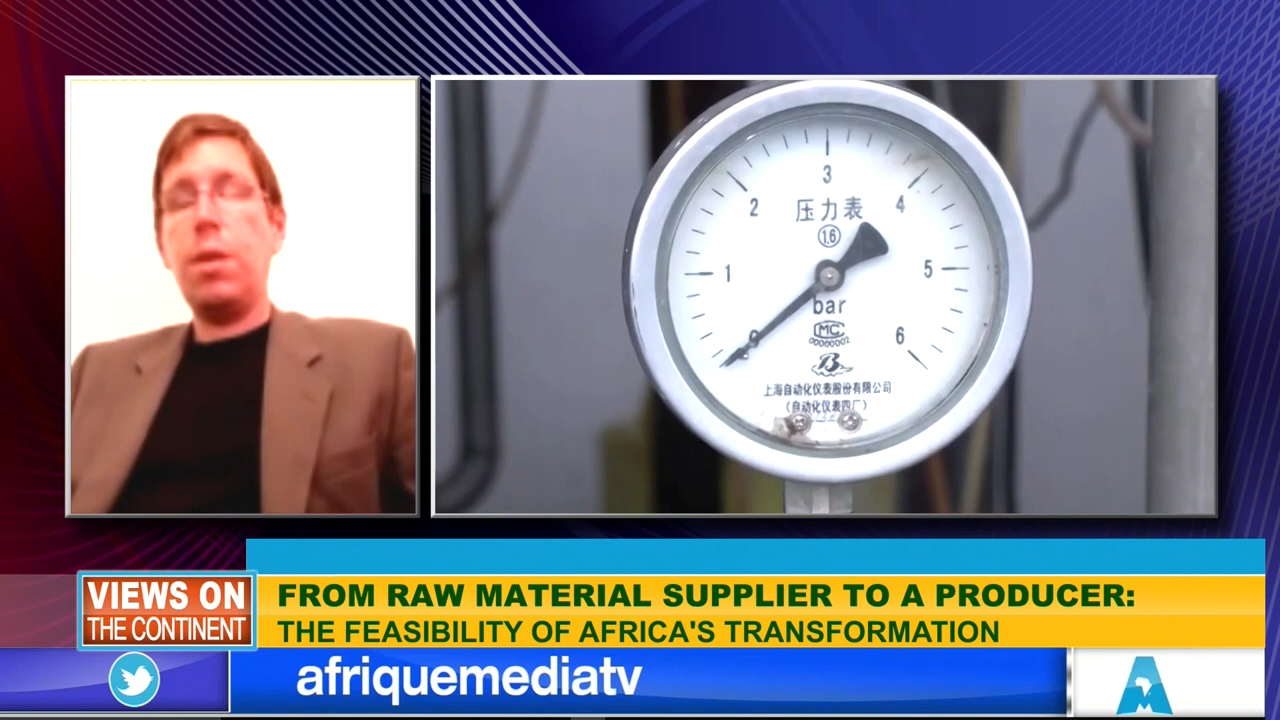 3
2
4
压力表
1.6
1
5
bar
MC
00000002
0
6
上海自动化仪表股份有限公司
(自动化仪表四厂)
VIEWS ON
THE CONTINENT
FROM RAW MATERIAL SUPPLIER TO A PRODUCER:
THE FEASIBILITY OF AFRICA'S TRANSFORMATION
afriquemediatv